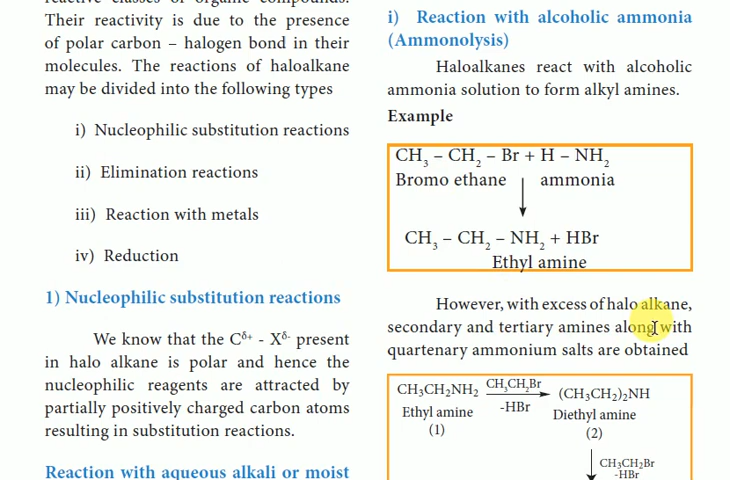 reactive classes of organic compounds.
Their reactivity is due to the presence
of polar carbon – halogen bond in their
molecules. The reactions of haloalkane
may be divided into the following types
i) Nucleophilic substitution reactions
ii) Elimination reactions
iii) Reaction with metals
iv) Reduction
1) Nucleophilic substitution reactions
We know that the Cᵟ⁺ - Xᵟ⁻ present
in halo alkane is polar and hence the
nucleophilic reagents are attracted by
partially positively charged carbon atoms
resulting in substitution reactions.
Reaction with aqueous alkali or moist
i) Reaction with alcoholic ammonia
(Ammonolysis)
Haloalkanes react with alcoholic
ammonia solution to form alkyl amines.
Example
CH₃ – CH₂ – Br + H – NH₂
Bromo ethane ammonia
CH₃ – CH₂ – NH₂ + HBr
Ethyl amine
However, with excess of halo alkane,
secondary and tertiary amines along with
quartenary ammonium salts are obtained
CH₃CH₂NH₂ CH₃CH₂Br (CH₃CH₂)₂NH
-HBr
Ethyl amine Diethyl amine
(1) (2)
CH₃CH₂Br
-HBr